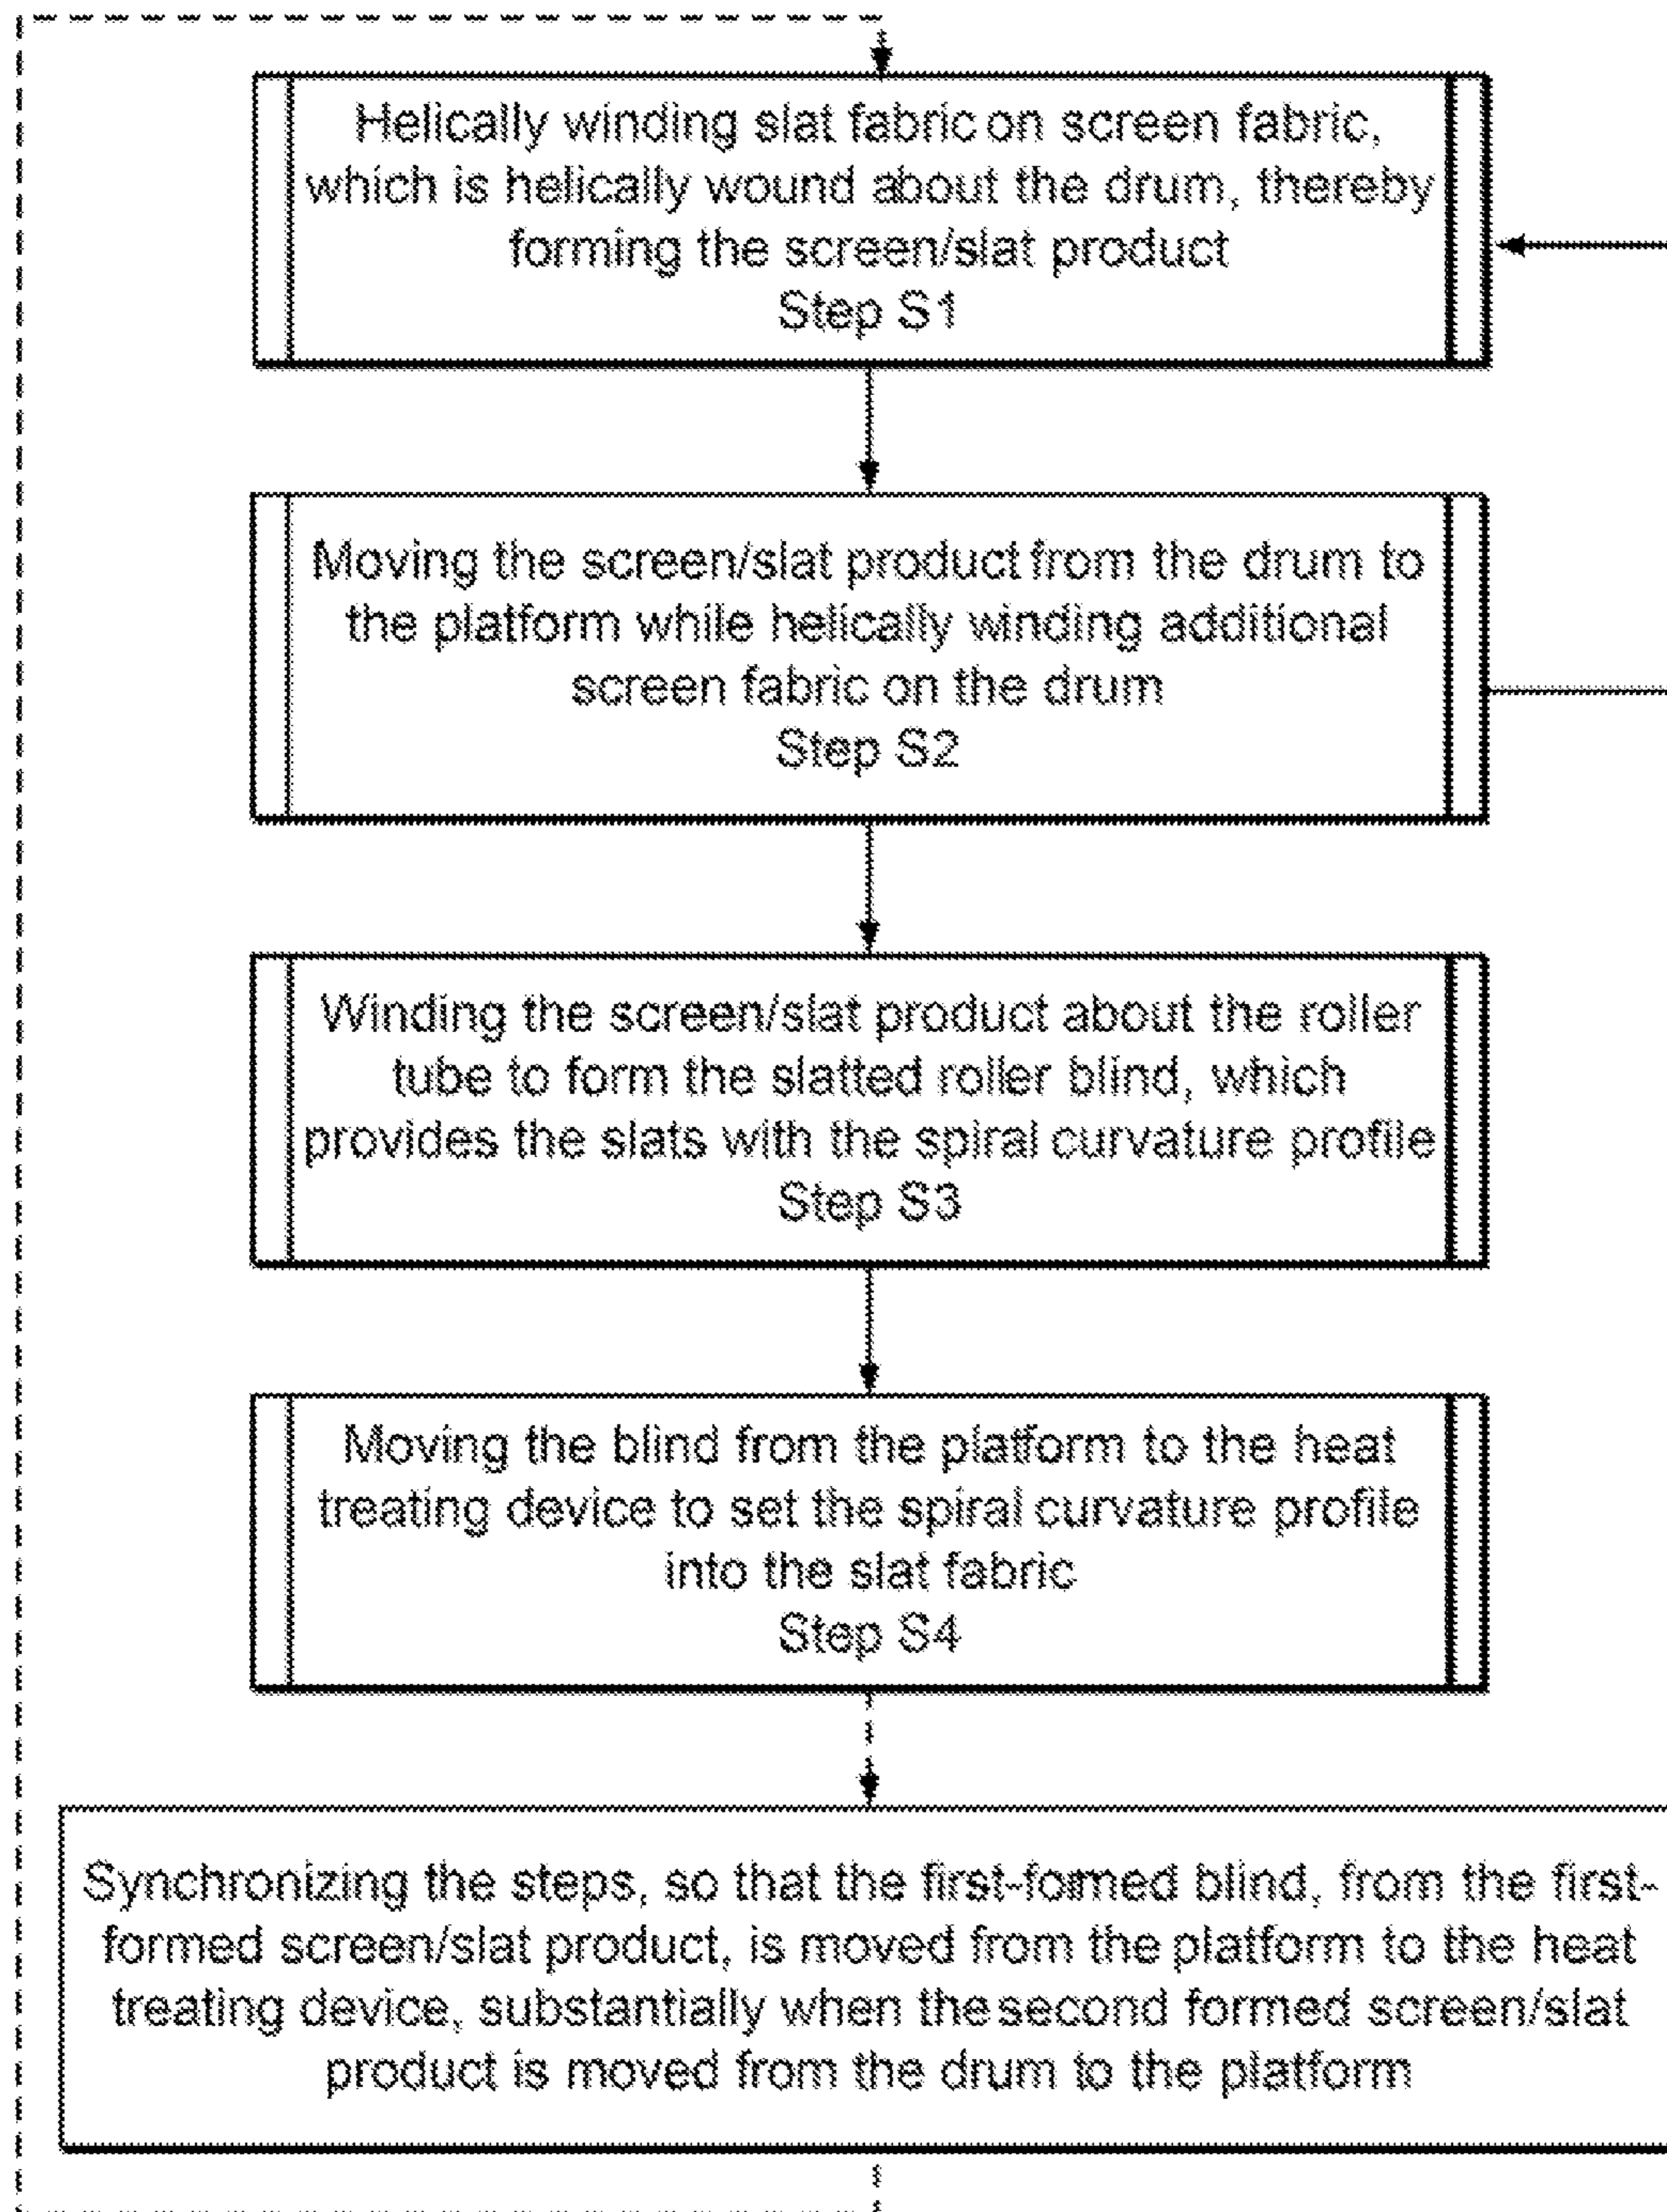 Helically winding slat fabric on screen fabric,
which is helically wound about the drum, thereby
forming the screen/slat product
Step S1
Moving the screen/slat product from the drum to
the platform while helically winding additional
screen fabric on the drum
Step S2
Winding the screen/slat product about the roller
tube to form the slatted roller blind, which
provides the slats with the spiral curvature profile
Step S3
Moving the blind from the platform to the heat
treating device to set the spiral curvature profile
into the slat fabric
Step S4
Synchronizing the steps, so that the first-formed blind, from the first-
formed screen/slat product, is moved from the platform to the heat
treating device, substantially when the second formed screen/slat
product is moved from the drum to the platform